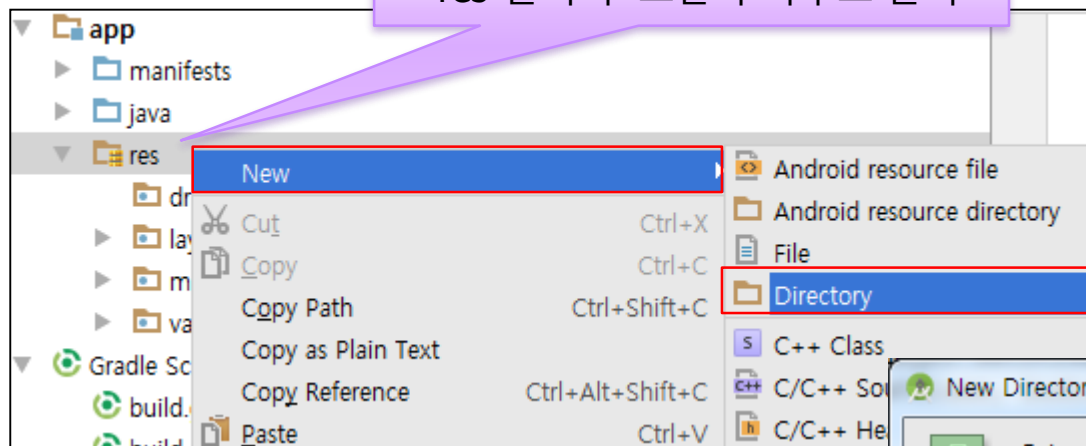 app
manifests
java
res
New
Android resource file
Android resource directory
Cut Ctrl+X
File
Copy Ctrl+C
Directory
Copy Path Ctrl+Shift+C
C++ Class
Copy as Plain Text
Copy Reference Ctrl+Alt+Shift+C
C/C++
New
Paste Ctrl+V
C/C++
Gradle